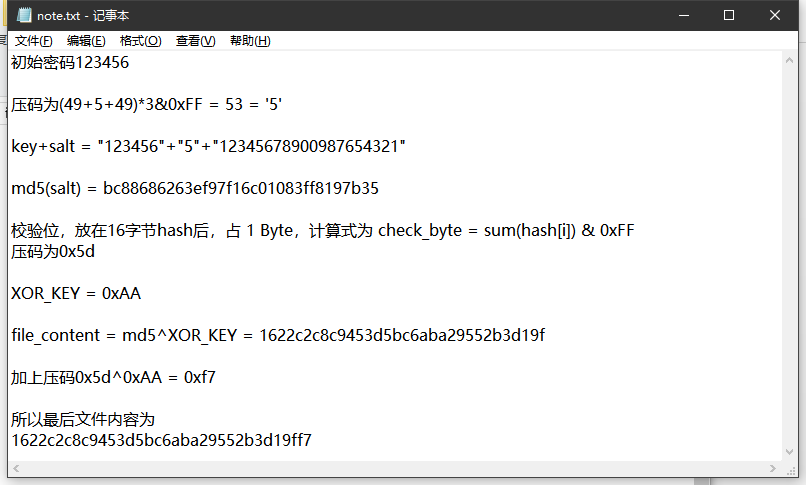 note.txt - 记事本
文件(F) 编辑(E) 格式(O) 查看(V) 帮助(H)
初始密码123456
压码为(49+5+49)*3&0xFF = 53 = '5'
key+salt = "123456"+"5"+"12345678900987654321"
md5(salt) = bc88686263ef97f16c01083ff8197b35
校验位，放在16字节hash后，占 1 Byte，计算式为 check_byte = sum(hash[i]) & 0xFF
压码为0x5d
XOR_KEY = 0xAA
file_content = md5^XOR_KEY = 1622c2c8c9453d5bc6aba29552b3d19f
加上压码0x5d^0xAA = 0xf7
所以最后文件内容为
1622c2c8c9453d5bc6aba29552b3d19ff7